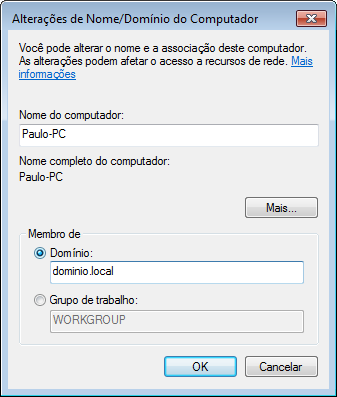 Alterações de Nome/Domínio do Computador
Você pode alterar o nome e a associação deste computador.
As alterações podem afetar o acesso a recursos de rede. Mais
informações
Nome do computador:
Paulo-PC
Nome completo do computador:
Paulo-PC
Mais...
Membro de
Domínio:
dominio.local
Grupo de trabalho:
WORKGROUP
OK Cancelar